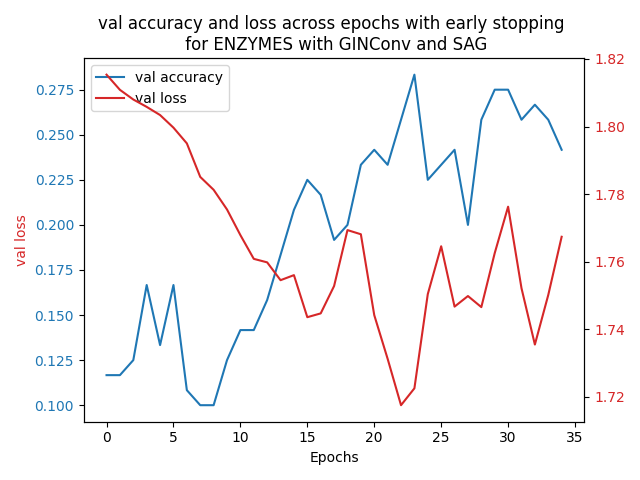 val accuracy and loss across epochs with early stopping
for ENZYMES with GINConv and SAG
val accuracy
val loss
0.275
0.250
0.225
0.200
0.175
0.150
0.125
0.100
val loss
1.82
1.80
1.78
1.76
1.74
1.72
0 5 10 15 20 25 30 35
Epochs